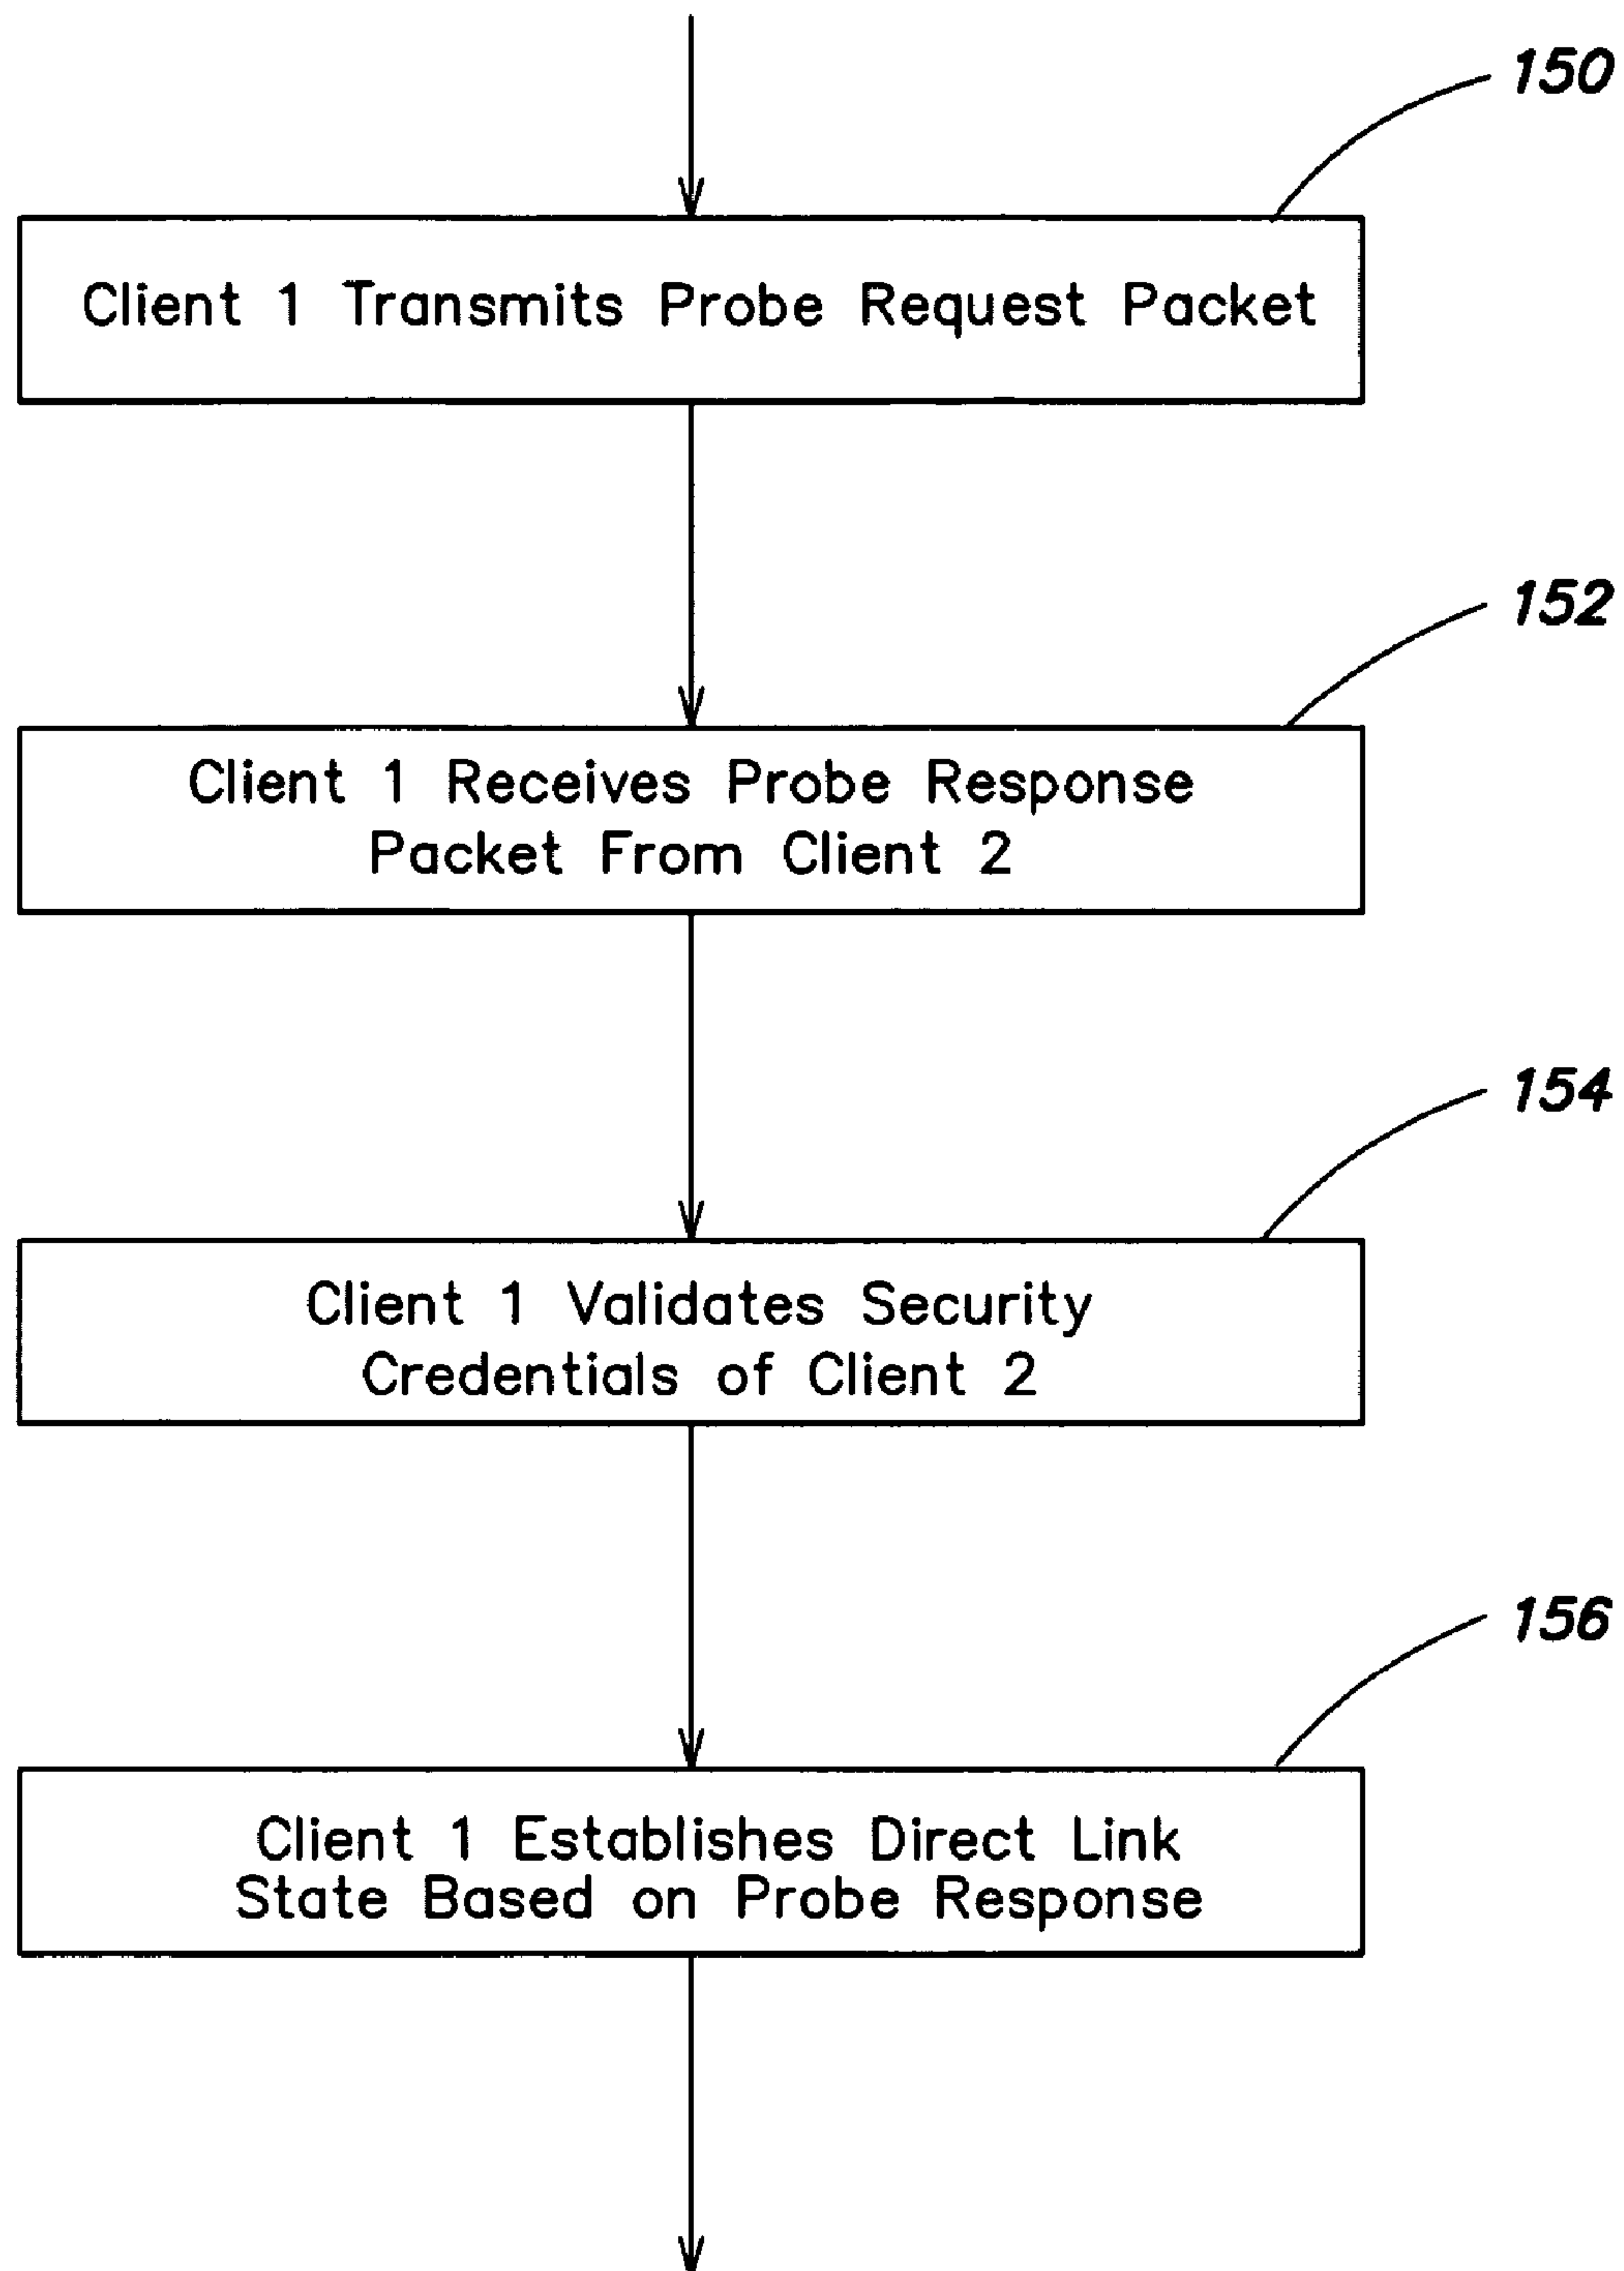 150
Client 1 Transmits Probe Request Packet
152
Client 1 Receives Probe Response
Packet From Client 2
154
Client 1 Validates Security
Credentials of Client 2
156
Client 1 Establishes Direct Link
State Based on Probe Response